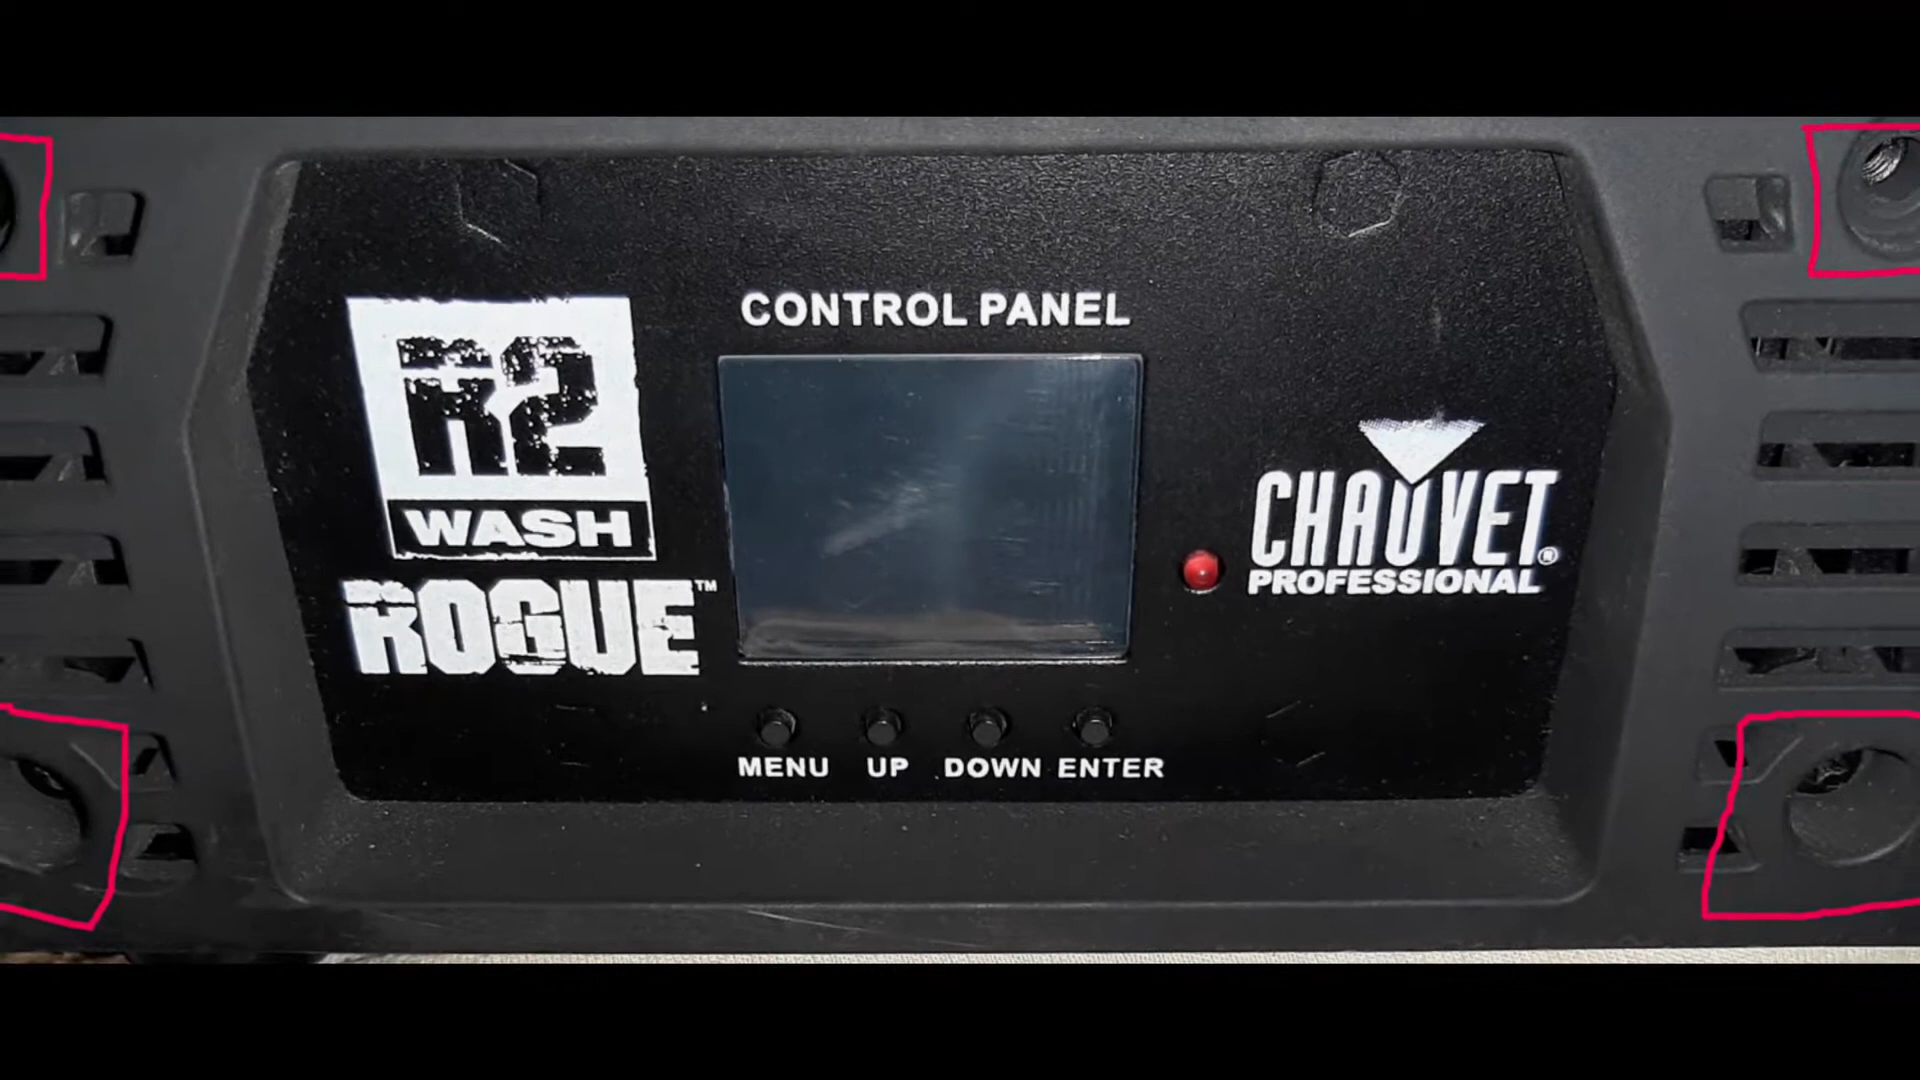 CONTROL PANEL
R2
WASH
ROGUE™
CHAUVET®
PROFESSIONAL
MENU UP DOWN ENTER